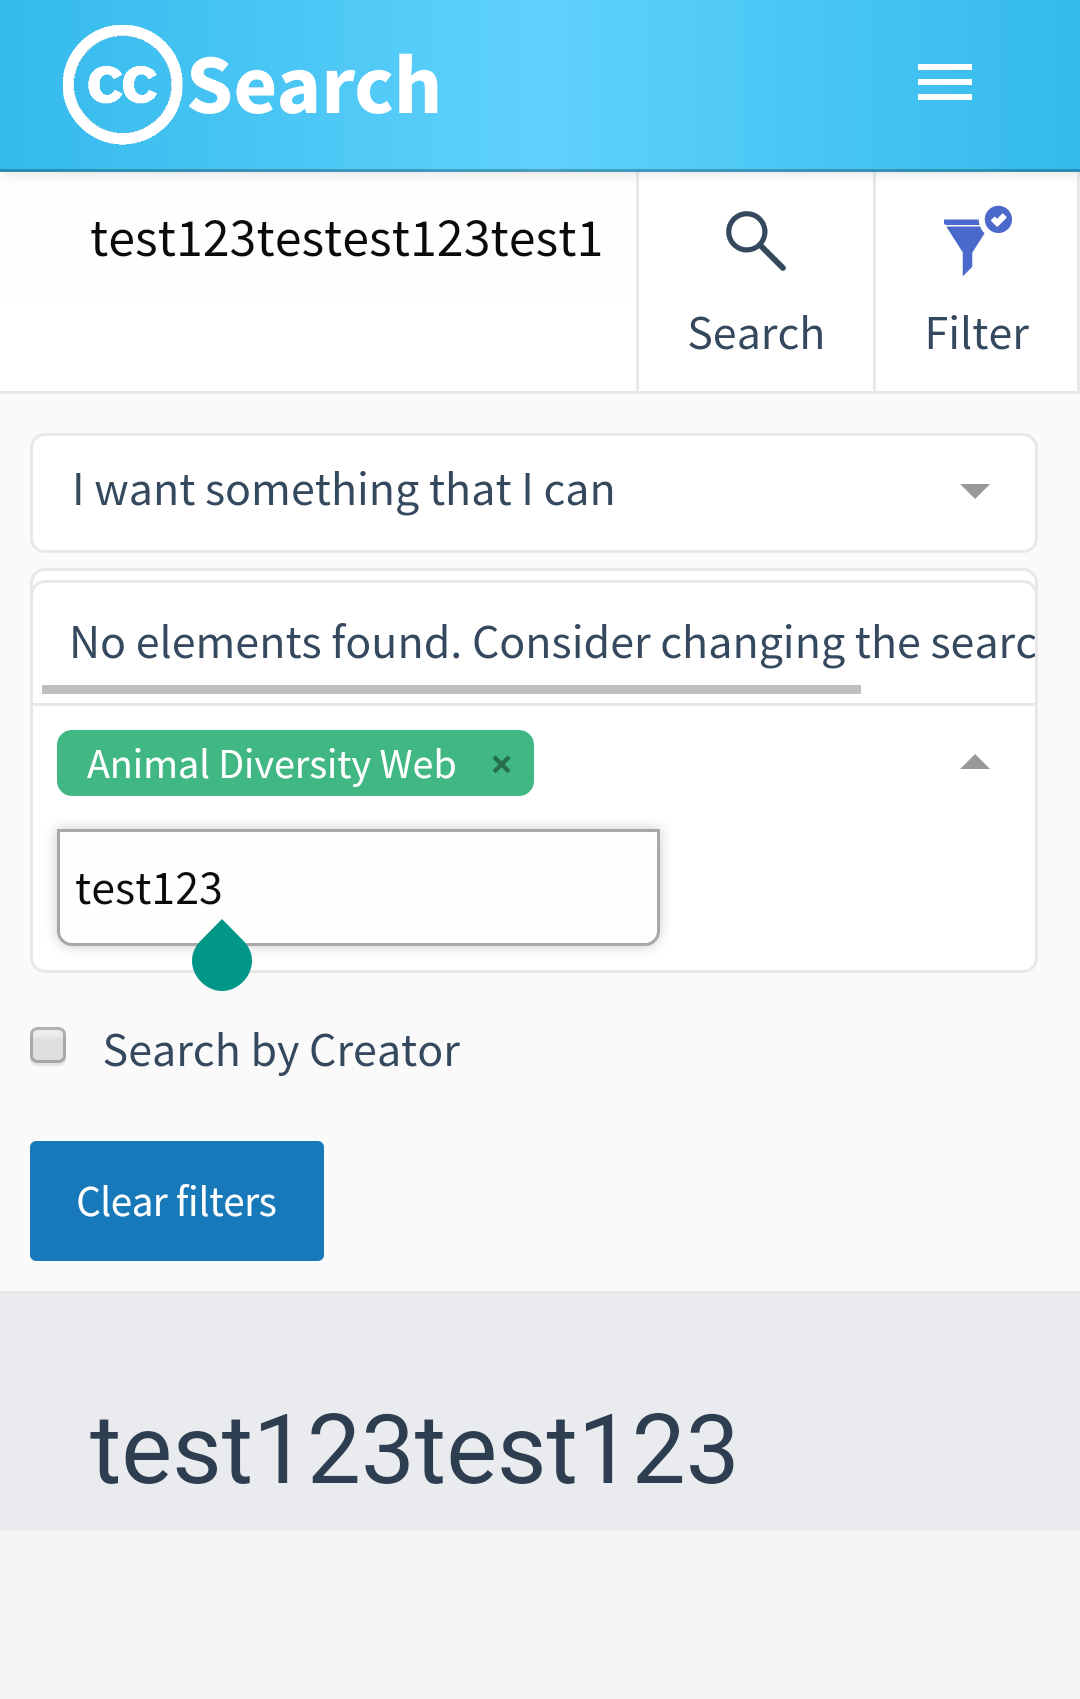 cc Search
test123testest123test1
Search
Filter
I want something that I can
No elements found. Consider changing the searc
Animal Diversity Web ×
test123
Search by Creator
Clear filters
test123test123